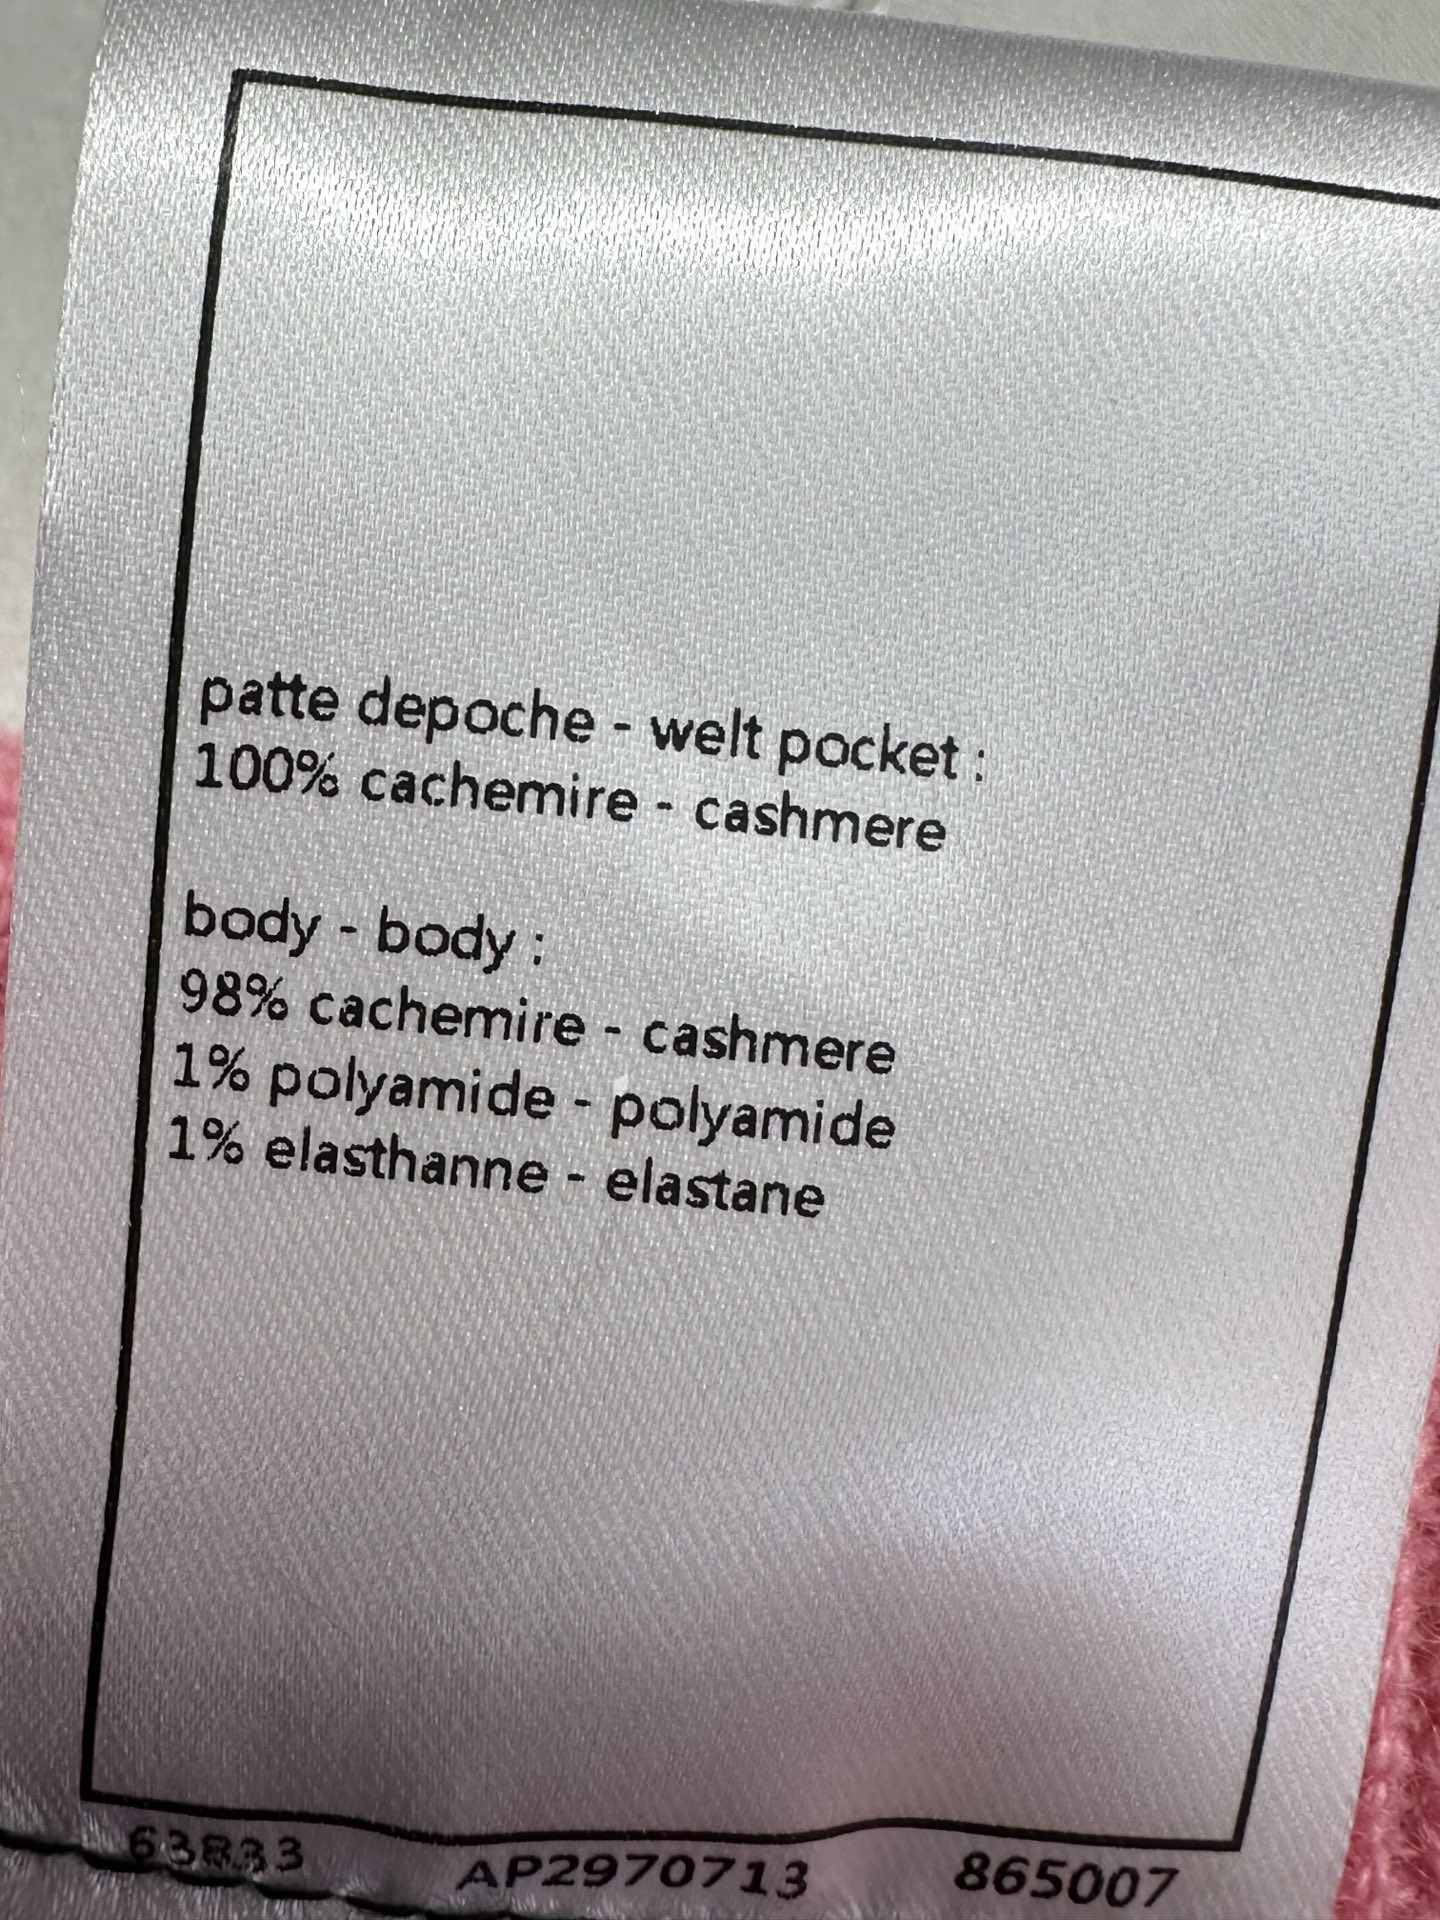 patte depoche - welt pocket :
100% cachemire - cashmere
body - body :
98% cachemire - cashmere
1% polyamide - polyamide
1% elasthanne - elastane
63833 AP2970713 865007